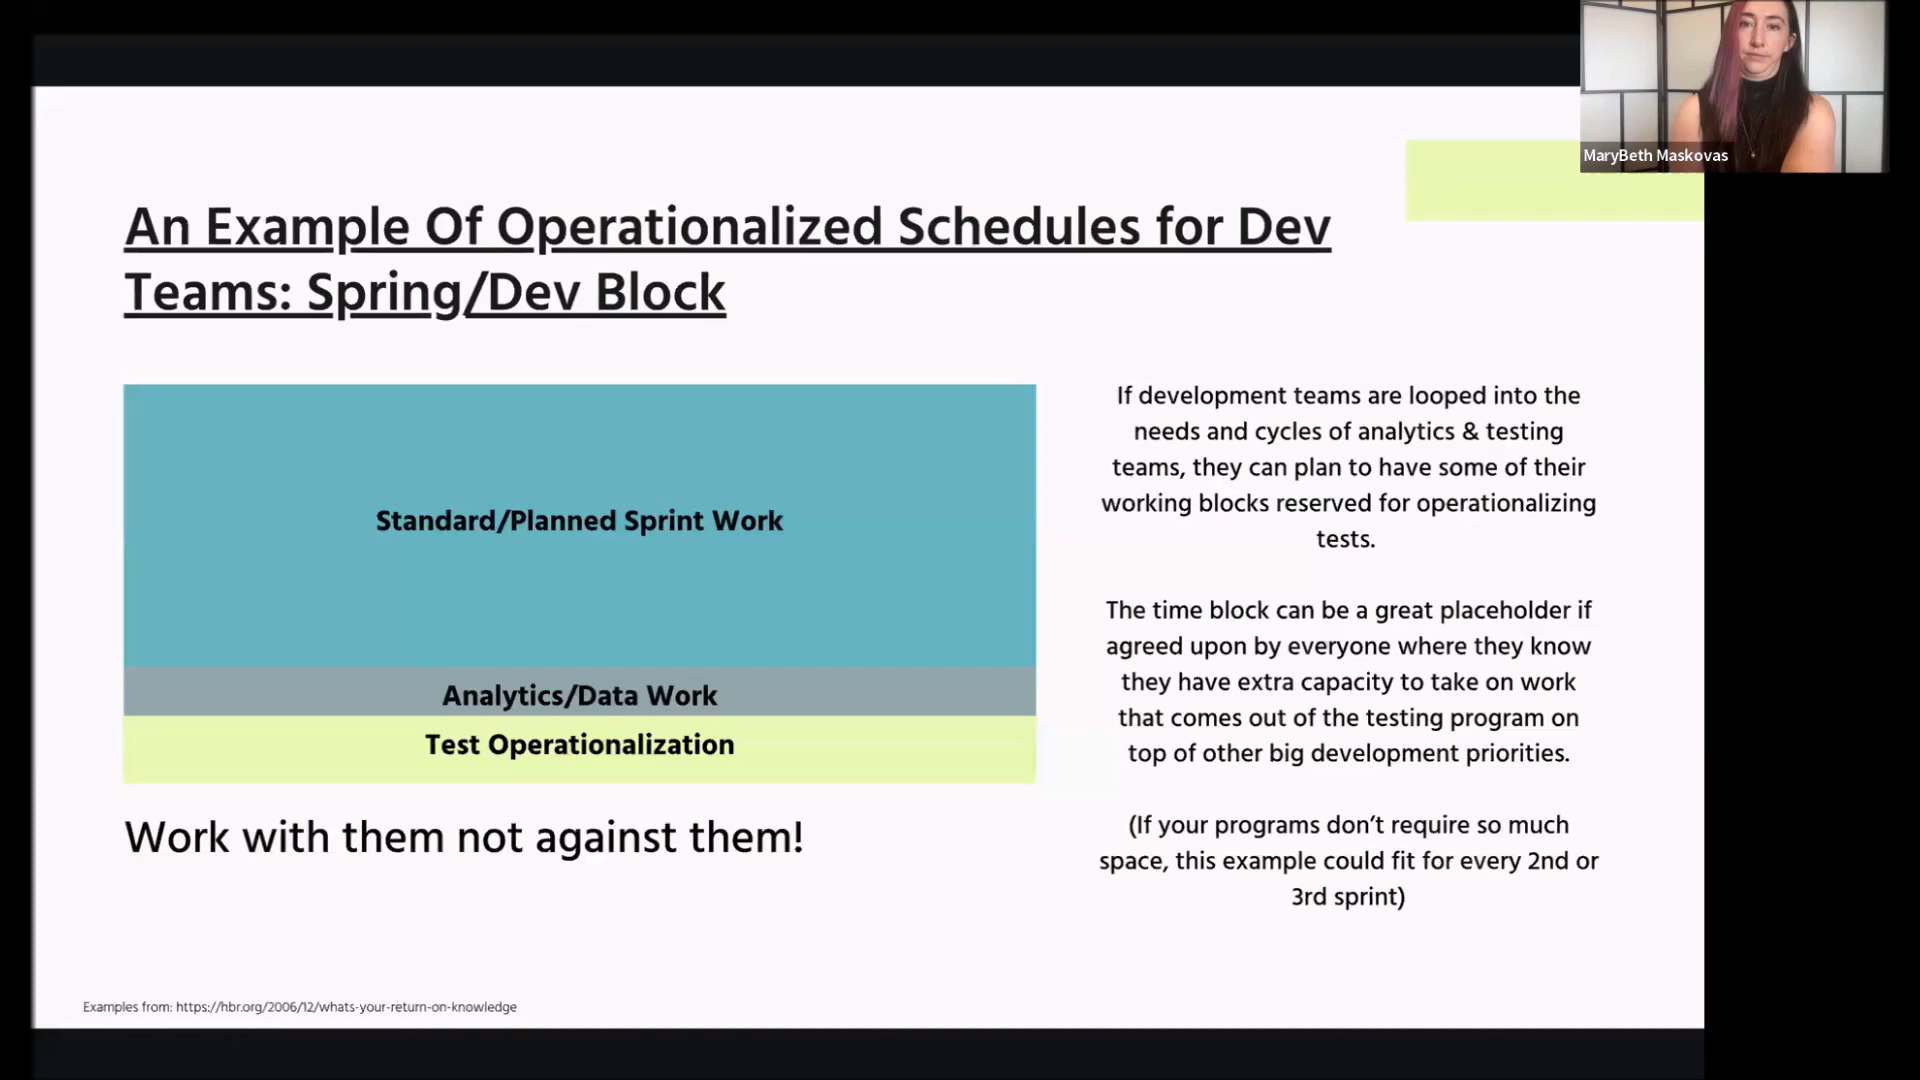 MaryBeth Maskovas
An Example Of Operationalized Schedules for Dev
Teams: Spring/Dev Block
Standard/Planned Sprint Work
Analytics/Data Work
Test Operationalization
Work with them not against them!
If development teams are looped into the
needs and cycles of analytics & testing
teams, they can plan to have some of their
working blocks reserved for operationalizing
tests.
The time block can be a great placeholder if
agreed upon by everyone where they know
they have extra capacity to take on work
that comes out of the testing program on
top of other big development priorities.
(If your programs don’t require so much
space, this example could fit for every 2nd or
3rd sprint)
Examples from: https://hbr.org/2006/12/whats-your-return-on-knowledge